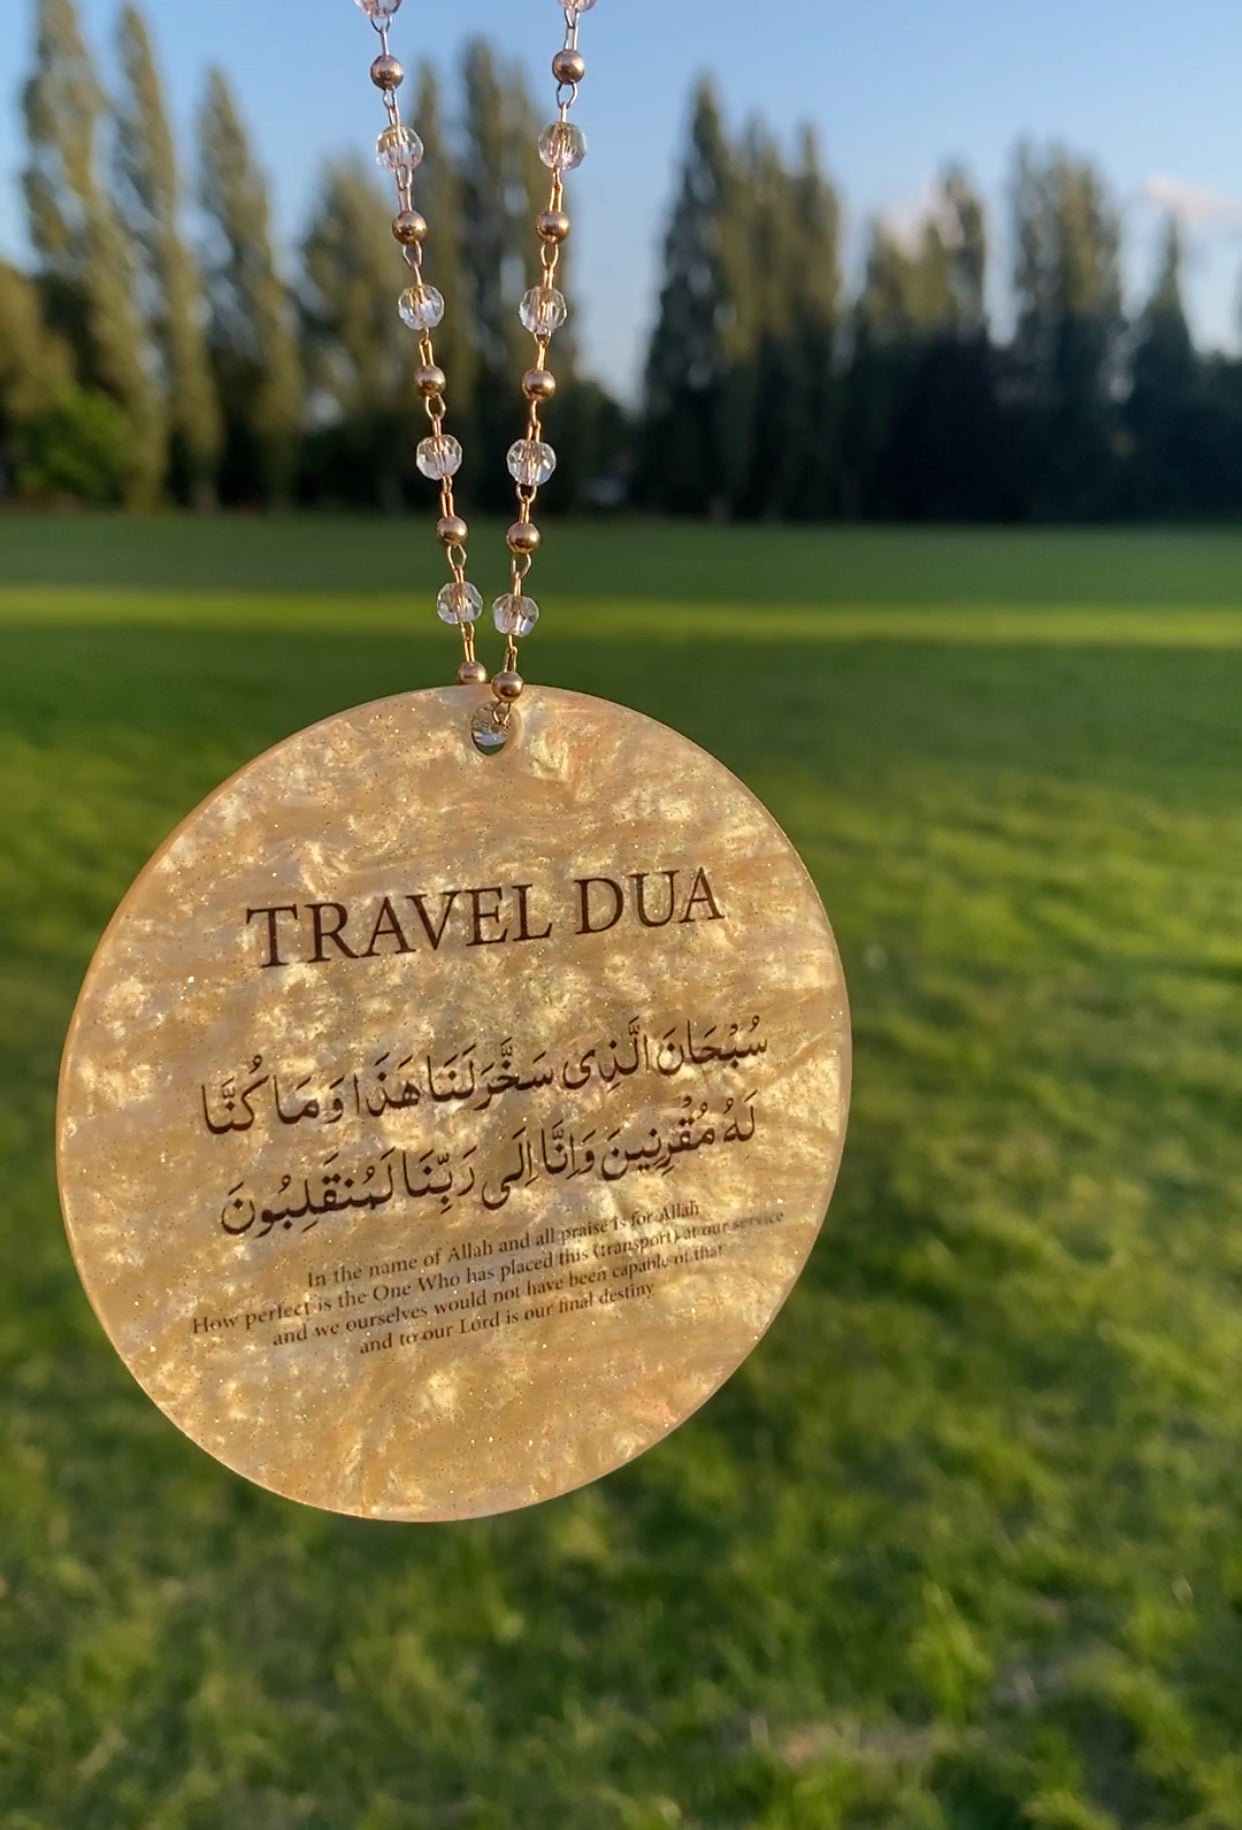 TRAVEL DUA
سُبْحَانَ الَّذِى سَخَّرَ لَنَا هَذَا وَمَا كُنَّا
لَهُ مُقْرِنِينَ وَاِنَّا اِلَى رَبِّنَا لَمُنقَلِبُونَ
In the name of Allah and all praise is for Allah
How perfect is the One Who has placed this (transport) at our service
and we ourselves would not have been capable of that
and to our Lord is our final destiny